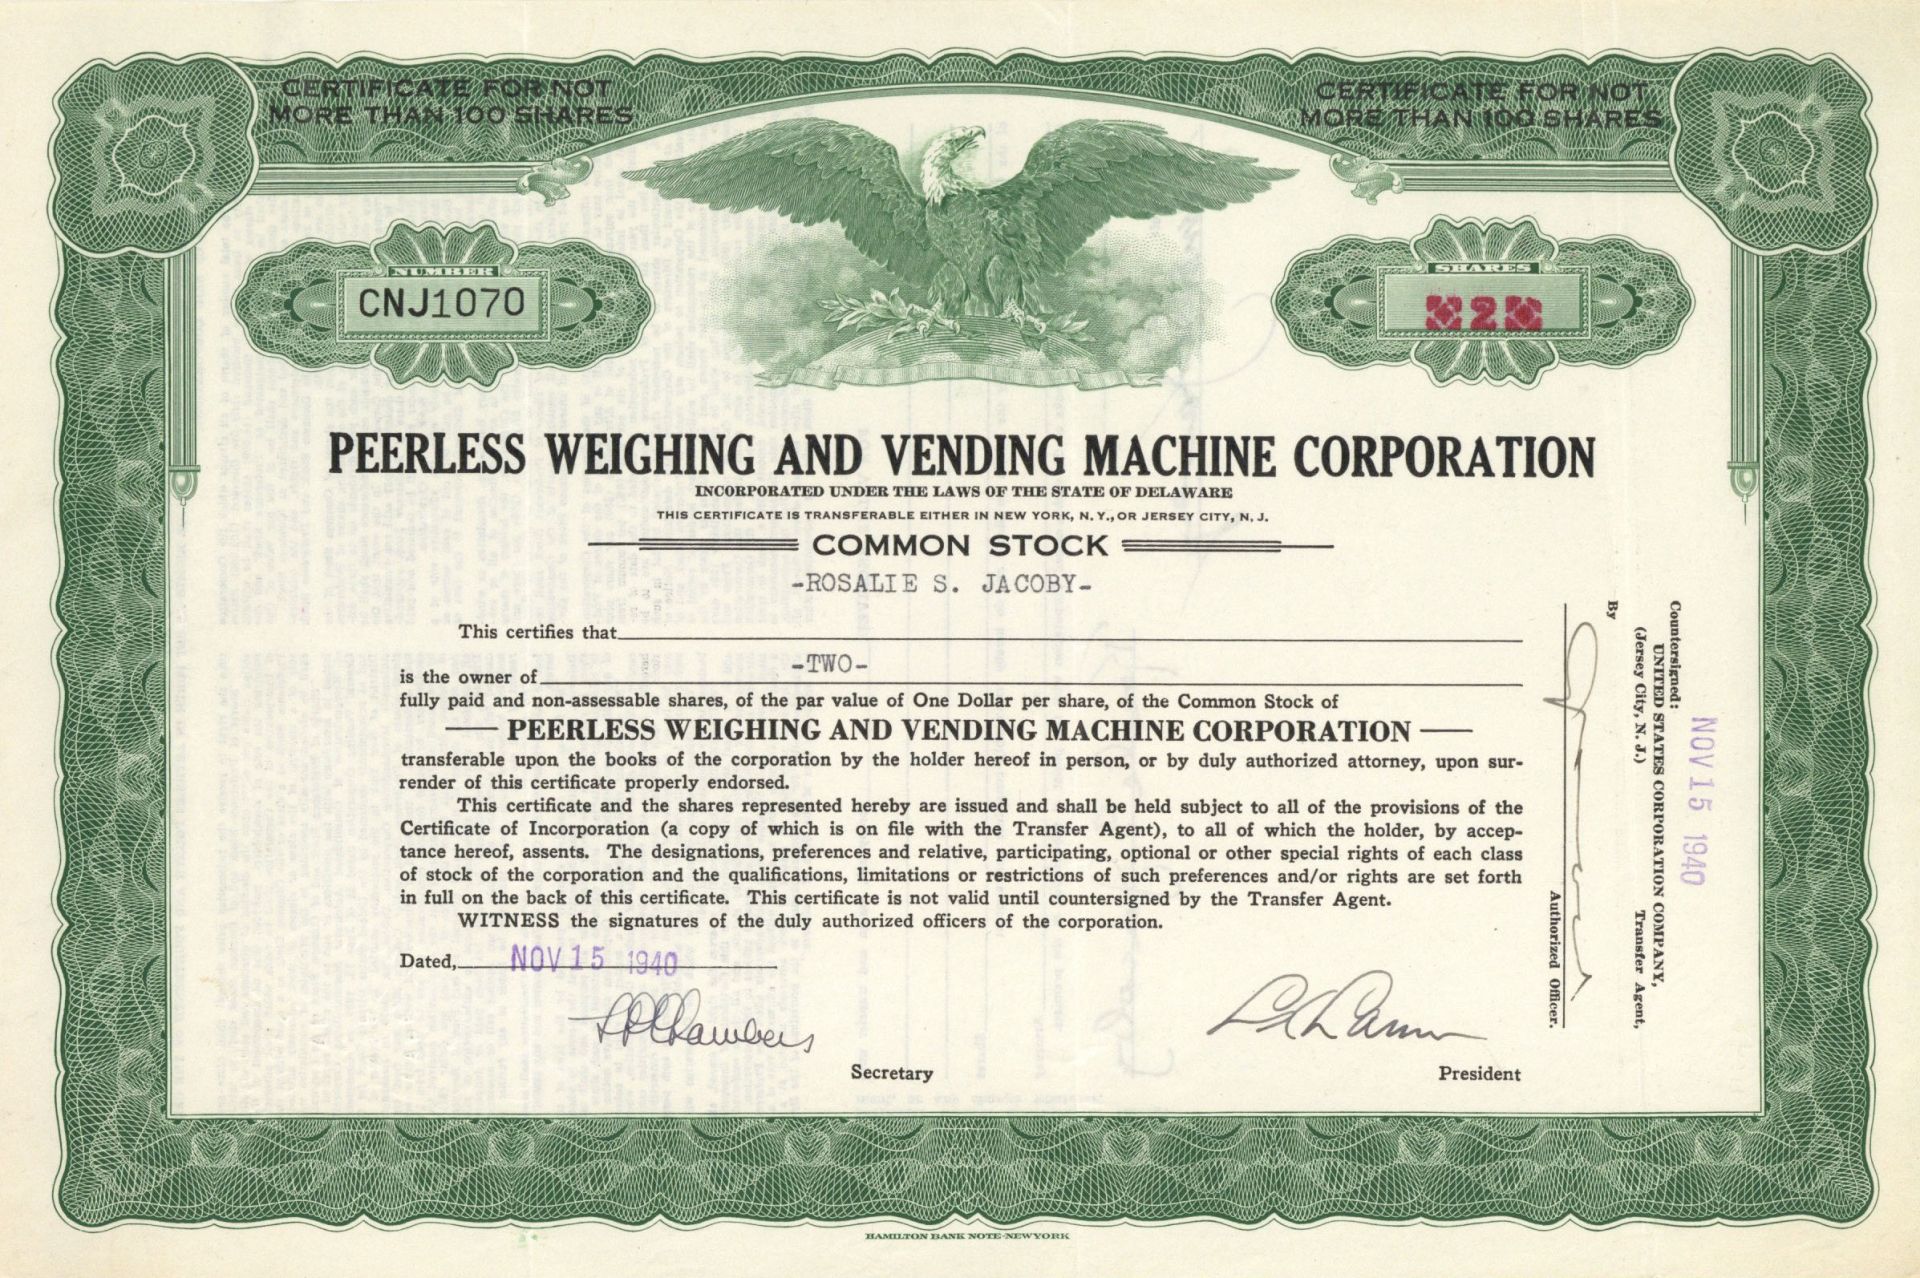 CERTIFICATE FOR NOT
MORE THAN 100 SHARES
CERTIFICATE FOR NOT
MORE THAN 100 SHARES
NUMBER
CNJ1070
SHARES
2
PEERLESS WEIGHING AND VENDING MACHINE CORPORATION
INCORPORATED UNDER THE LAWS OF THE STATE OF DELAWARE
THIS CERTIFICATE IS TRANSFERABLE EITHER IN NEW YORK, N.Y., OR JERSEY CITY, N.J.
COMMON STOCK
-ROSALIE S. JACOBY-
This certifies that
-TWO-
is the owner of
fully paid and non-assessable shares, of the par value of One Dollar per share, of the Common Stock of
PEERLESS WEIGHING AND VENDING MACHINE CORPORATION
transferable upon the books of the corporation by the holder hereof in person, or by duly authorized attorney, upon sur-
render of this certificate properly endorsed.
This certificate and the shares represented hereby are issued and shall be held subject to all of the provisions of the
Certificate of Incorporation (a copy of which is on file with the Transfer Agent), to all of which the holder, by accep-
tance hereof, assents. The designations, preferences and relative, participating, optional or other special rights of each class
of stock of the corporation and the qualifications, limitations or restrictions of such preferences and/or rights are set forth
in full on the back of this certificate. This certificate is not valid until countersigned by the Transfer Agent.
WITNESS the signatures of the duly authorized officers of the corporation.
Dated, NOV 15 1940
Chambers
Secretary
President
NOV 15 1940
Countersigned:
UNITED STATES CORPORATION COMPANY,
(Jersey City, N. J.) Transfer Agent,
By
Authorized Officer.
HAMILTON BANK NOTE-NEW YORK